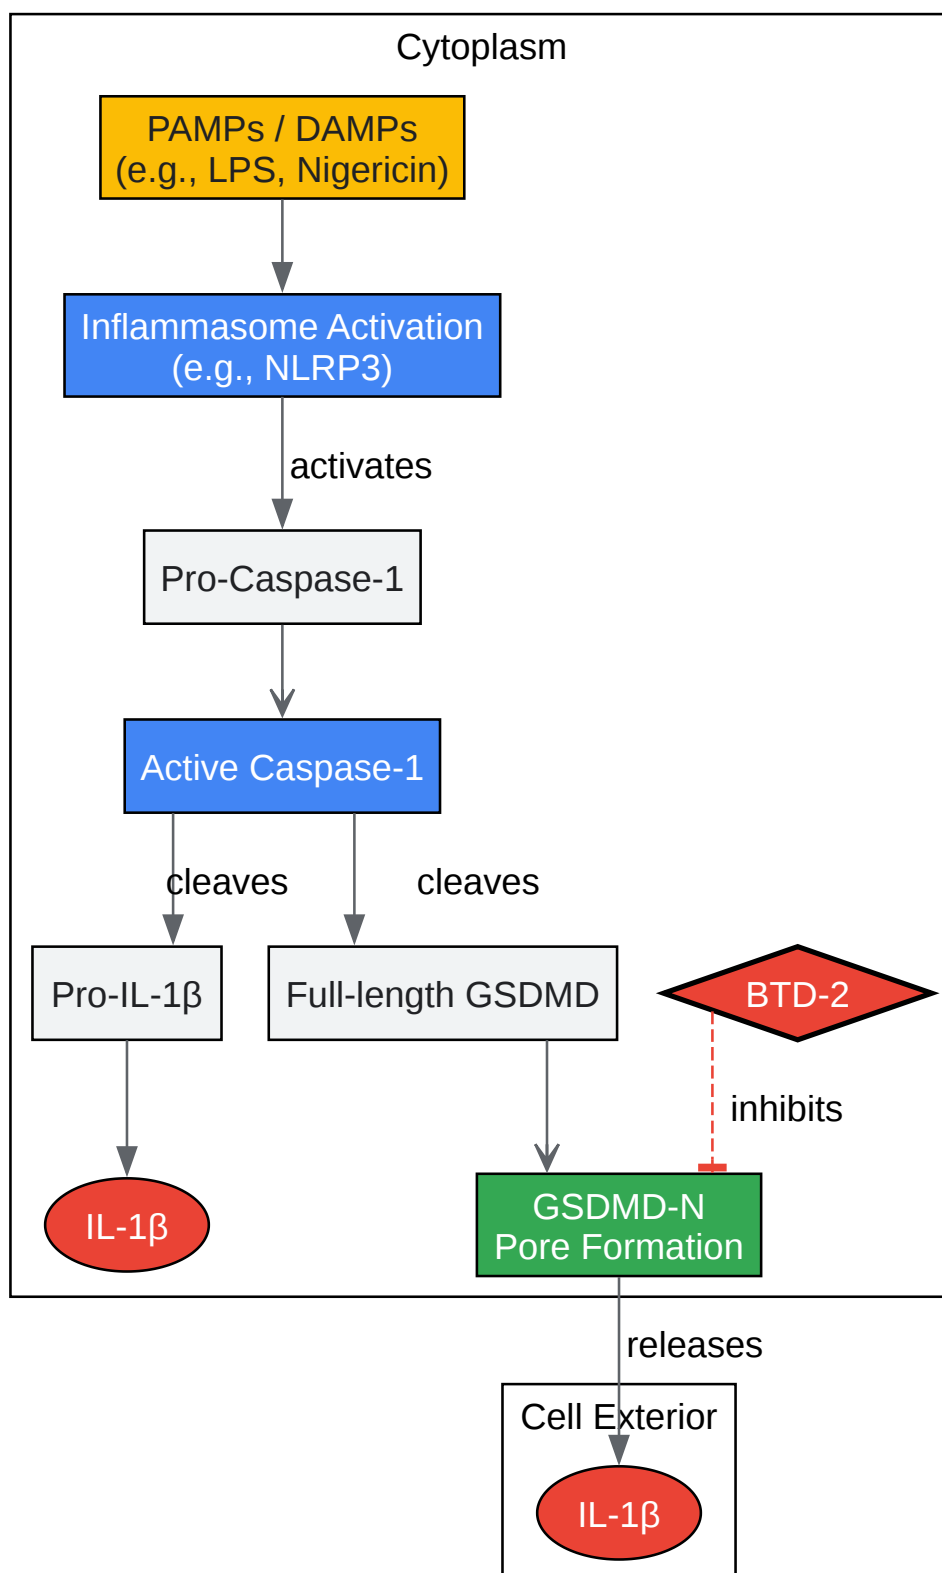 Cytoplasm
PAMPs / DAMPs
(e.g., LPS, Nigericin)
Inflammasome Activation
(e.g., NLRP3)
activates
Pro-Caspase-1
Active Caspase-1
cleaves
cleaves
Pro-IL-1β
Full-length GSDMD
BTD-2
inhibits
IL-1β
GSDMD-N
Pore Formation
releases
Cell Exterior
IL-1β